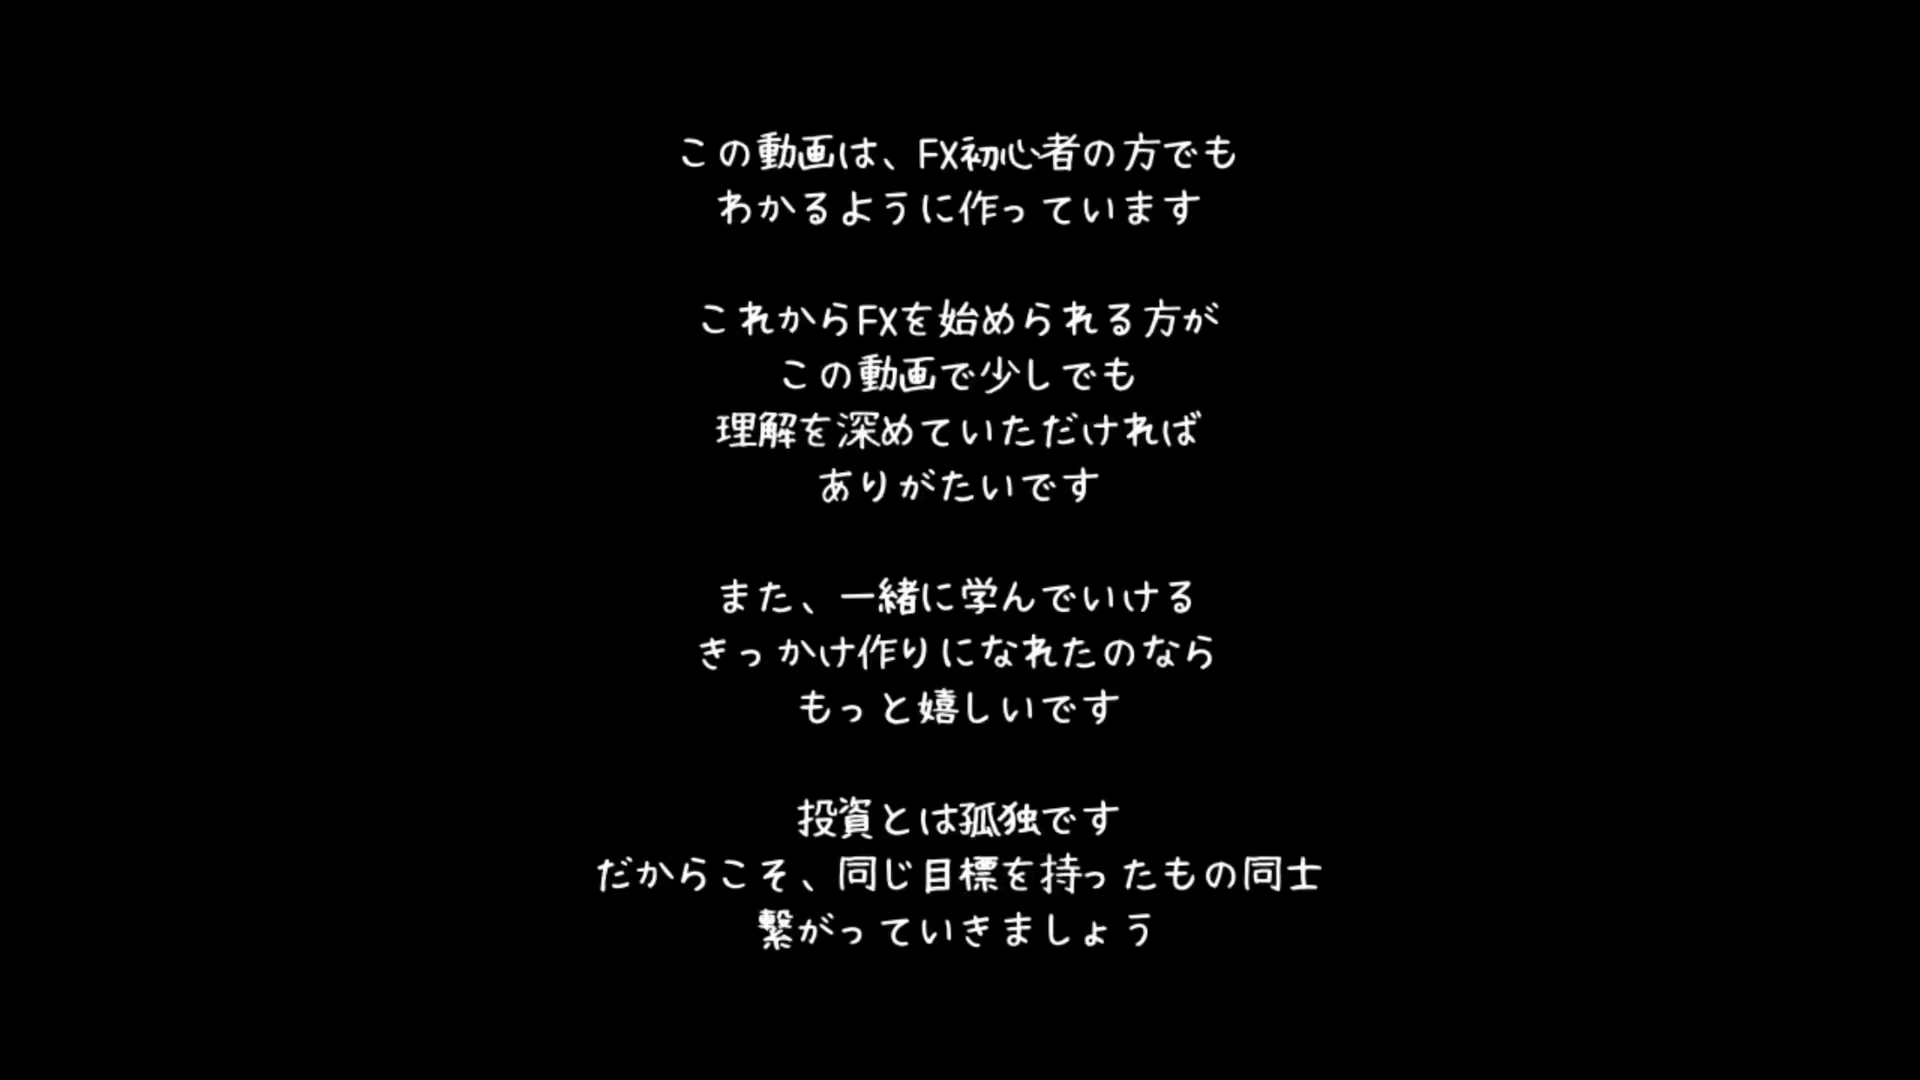 この動画は、FX初心者の方でも
わかるように作っています
これからFXを始められる方が
この動画で少しでも
理解を深めていただければ
ありがたいです
また、一緒に学んでいける
きっかけ作りになれたのなら
もっと嬉しいです
投資とは孤独です
だからこそ、同じ目標を持ったもの同士
繋がっていきましょう